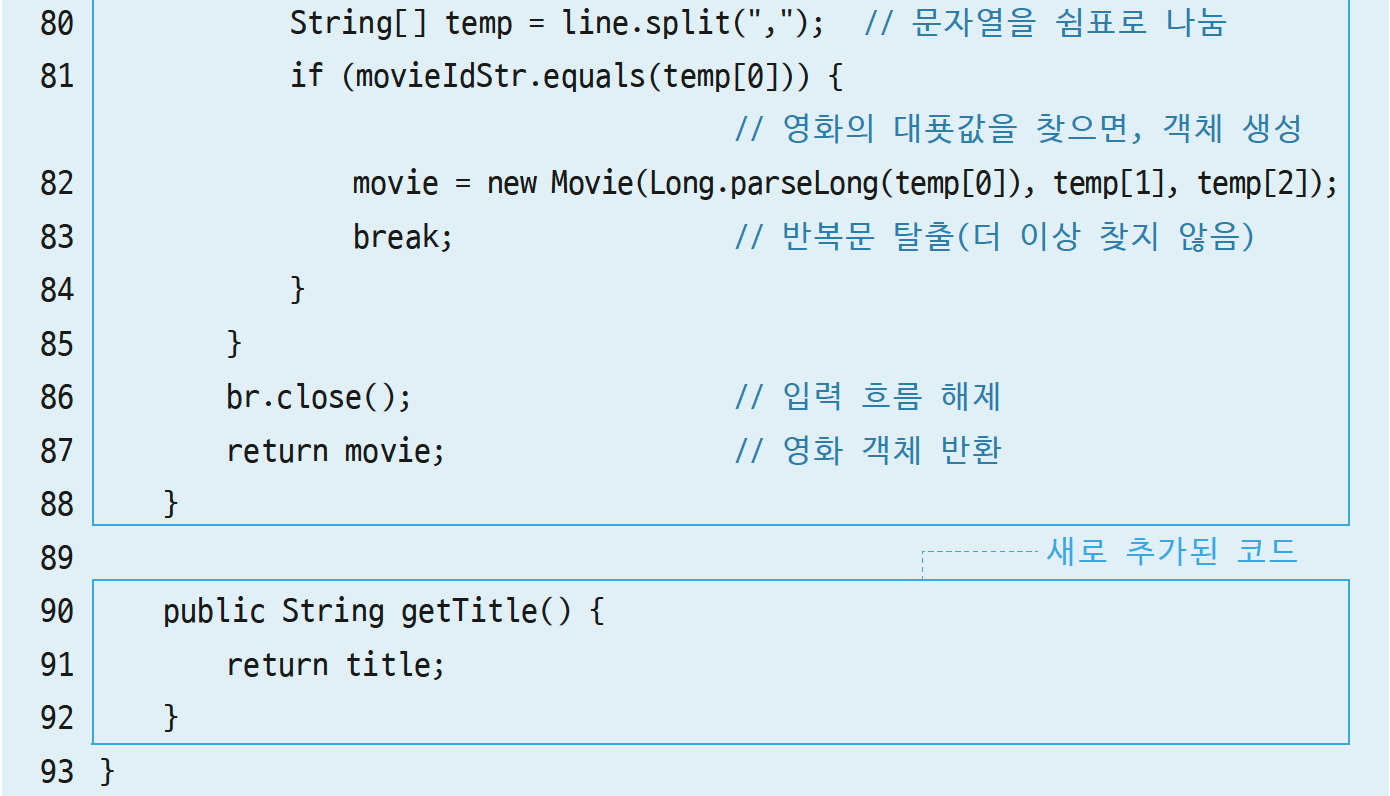 80 String[] temp = line.split(","); // 문자열을 쉼표로 나눔
81 if (movieIdStr.equals(temp[0])) {
// 영화의 대푯값을 찾으면, 객체 생성
82 movie = new Movie(Long.parseLong(temp[0]), temp[1], temp[2]);
83 break; // 반복문 탈출(더 이상 찾지 않음)
84 }
85 }
86 br.close(); // 입력 흐름 해제
87 return movie; // 영화 객체 반환
88 }
89 새로 추가된 코드
90 public String getTitle() {
91 return title;
92 }
93 }